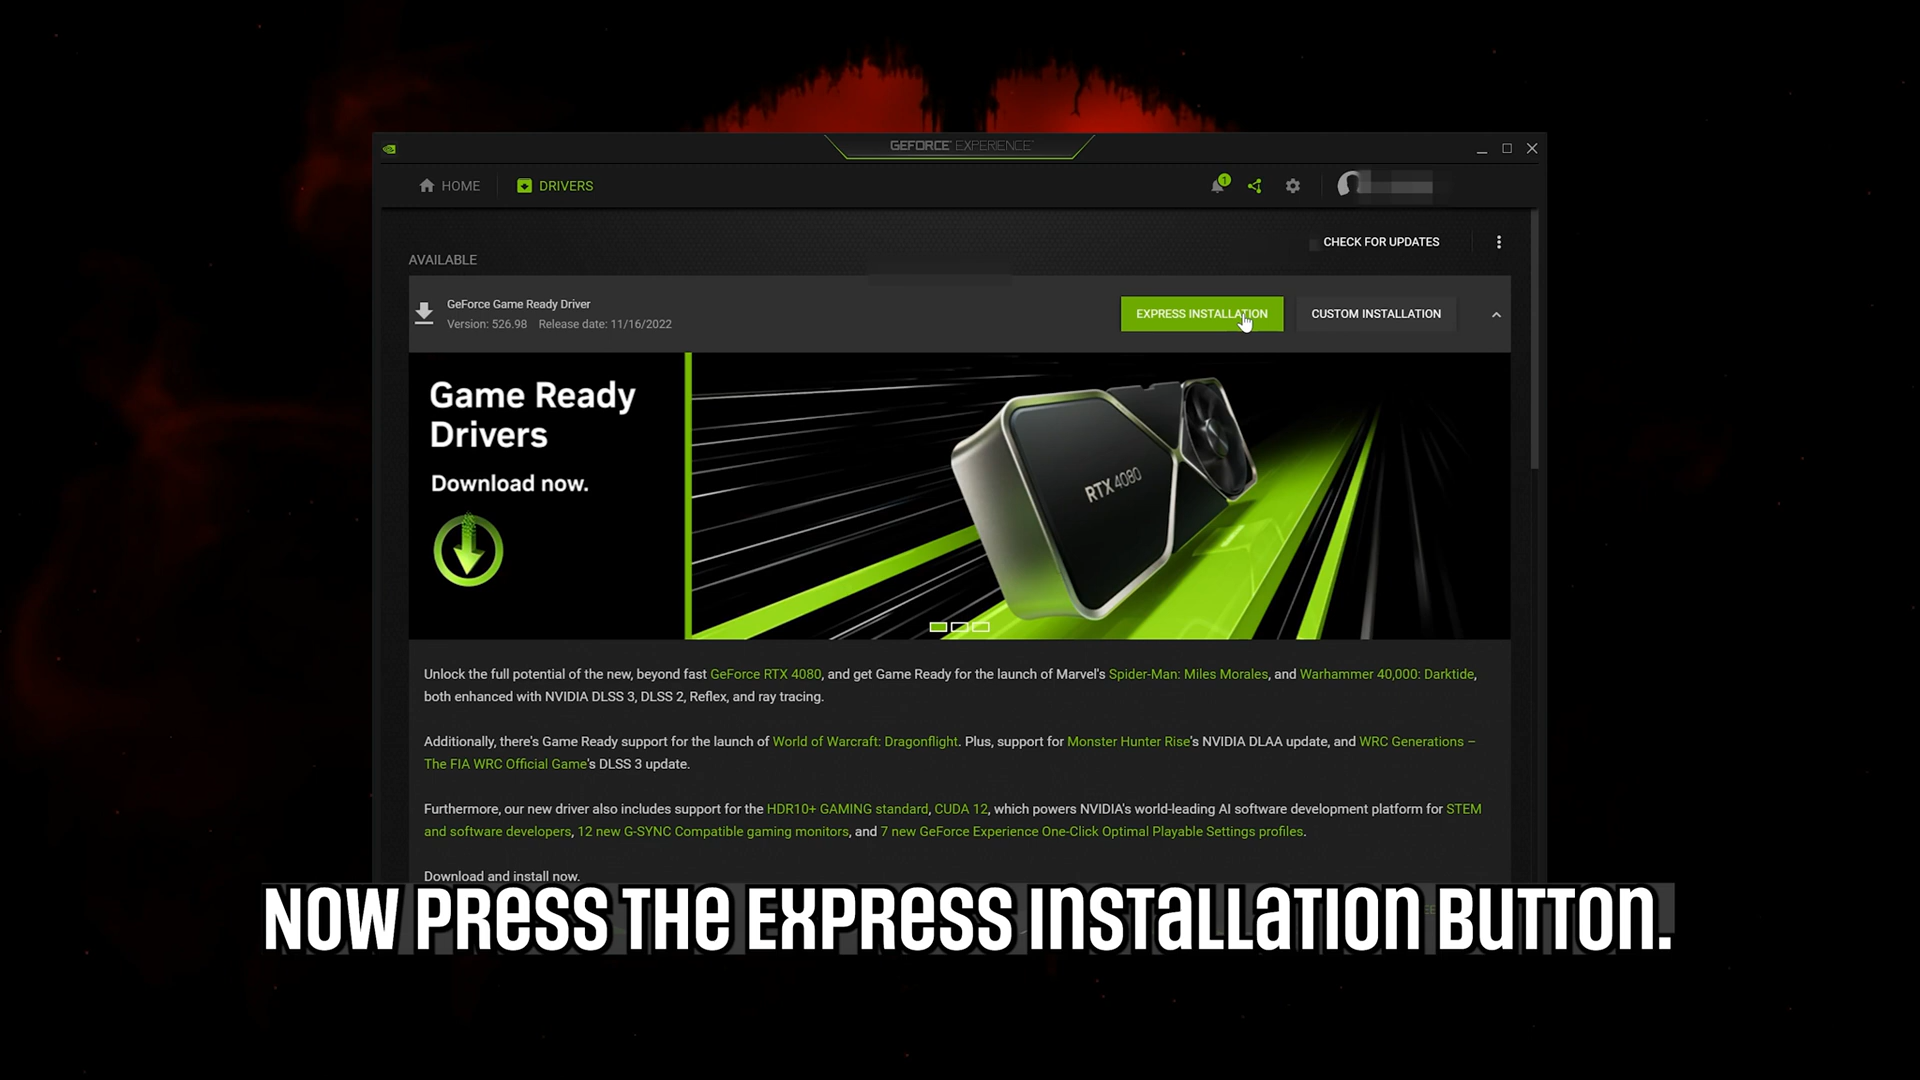 GEFORCE EXPERIENCE
HOME
DRIVERS
1
CHECK FOR UPDATES
AVAILABLE
GeForce Game Ready Driver
Version: 526.98 Release date: 11/16/2022
EXPRESS INSTALLATION
CUSTOM INSTALLATION
Game Ready
Drivers
Download now.
RTX 4080
Unlock the full potential of the new, beyond fast GeForce RTX 4080, and get Game Ready for the launch of Marvel's Spider-Man: Miles Morales, and Warhammer 40,000: Darktide,
both enhanced with NVIDIA DLSS 3, DLSS 2, Reflex, and ray tracing.
Additionally, there's Game Ready support for the launch of World of Warcraft: Dragonflight. Plus, support for Monster Hunter Rise's NVIDIA DLAA update, and WRC Generations –
The FIA WRC Official Game's DLSS 3 update.
Furthermore, our new driver also includes support for the HDR10+ GAMING standard, CUDA 12, which powers NVIDIA's world-leading AI software development platform for STEM
and software developers, 12 new G-SYNC Compatible gaming monitors, and 7 new GeForce Experience One-Click Optimal Playable Settings profiles.
Download and install now.
Now press the Express Installation button.